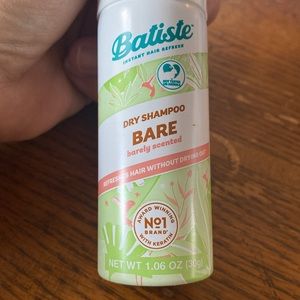 Batiste
INSTANT HAIR REFRESH
DRY SHAMPOO
BARE
barely scented
REFRESHES HAIR WITHOUT DRYING OUT
AWARD WINNING
No1
BRAND
WITH KERATIN
NET WT 1.06 OZ (30g)